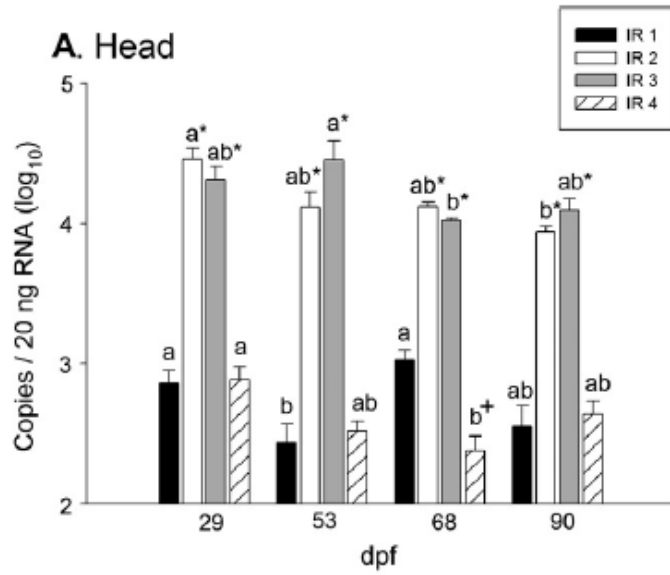 A. Head
IR 1
IR 2
IR 3
IR 4
Copies / 20 ng RNA (log10)
5
4
3
2
a
a*
ab*
a
b
ab*
a*
ab
a
ab*
b*
b+
ab
b*
ab*
ab
29
53
68
90
dpf